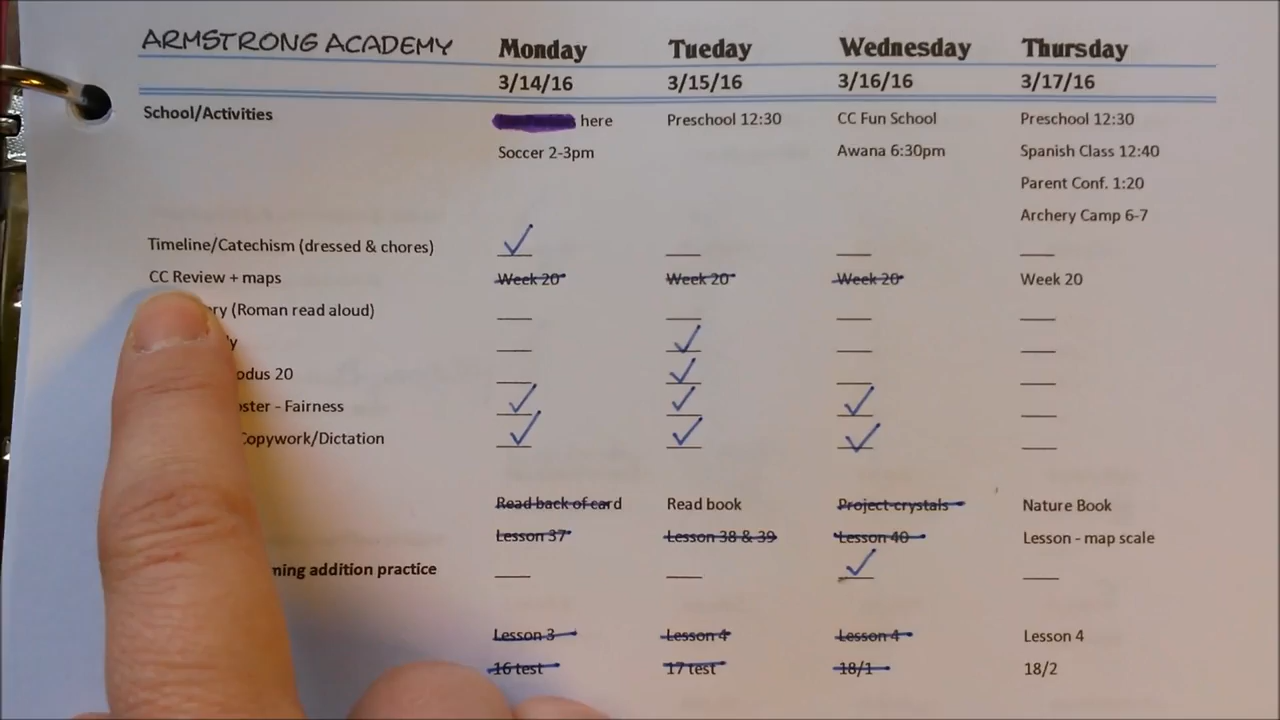 ARMSTRONG ACADEMY Monday Tueday Wednesday Thursday
3/14/16 3/15/16 3/16/16 3/17/16
School/Activities here Preschool 12:30 CC Fun School Preschool 12:30
Soccer 2-3pm Awana 6:30pm Spanish Class 12:40
Parent Conf. 1:20
Archery Camp 6-7
Timeline/Catechism (dressed & chores)
CC Review + maps Week 20 Week 20 Week 20 Week 20
(Roman read aloud)
20
- Fairness
Copywork/Dictation
Read back of card Read book Project crystals Nature Book
Lesson 37 Lesson 38 & 39 Lesson 40 Lesson - map scale
addition practice
Lesson 3 Lesson 4 Lesson 4 Lesson 4
16 test 17 test 18/1 18/2